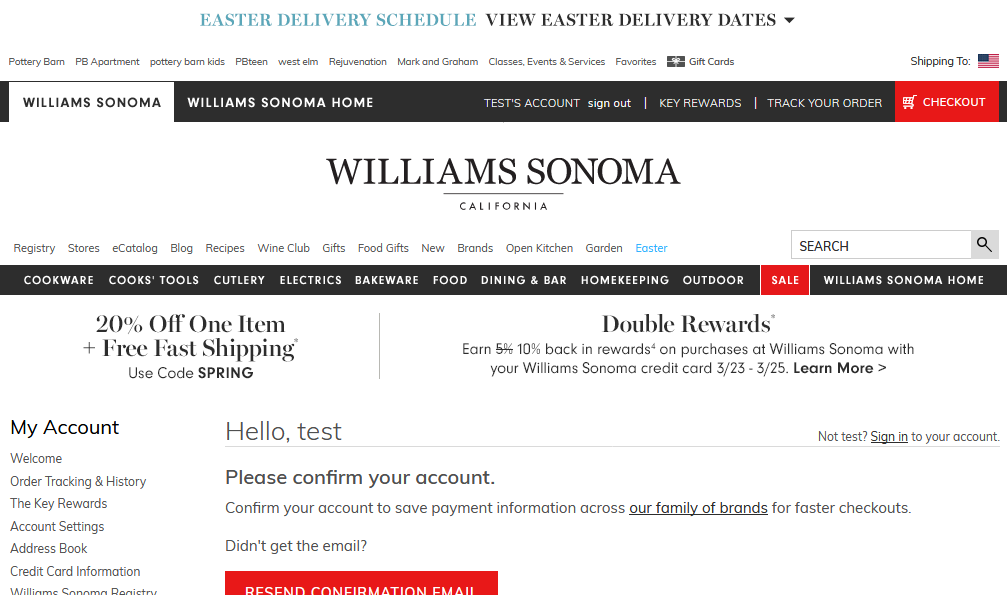 EASTER DELIVERY SCHEDULE VIEW EASTER DELIVERY DATES
Pottery Barn PB Apartment pottery barn kids PBteen west elm Rejuvenation Mark and Graham Classes, Events & Services Favorites Gift Cards Shipping To:
WILLIAMS SONOMA WILLIAMS SONOMA HOME TEST'S ACCOUNT sign out | KEY REWARDS | TRACK YOUR ORDER CHECKOUT
WILLIAMS SONOMA
CALIFORNIA
Registry Stores eCatalog Blog Recipes Wine Club Gifts Food Gifts New Brands Open Kitchen Garden Easter SEARCH
COOKWARE COOKS' TOOLS CUTLERY ELECTRICS BAKEWARE FOOD DINING & BAR HOMEKEEPING OUTDOOR SALE WILLIAMS SONOMA HOME
20% Off One Item
+ Free Fast Shipping*
Use Code SPRING
Double Rewards*
Earn 5% 10% back in rewards⁴ on purchases at Williams Sonoma with
your Williams Sonoma credit card 3/23 - 3/25. Learn More >
My Account
Welcome
Order Tracking & History
The Key Rewards
Account Settings
Address Book
Credit Card Information
Williams Sonoma Registry
Hello, test
Not test? Sign in to your account.
Please confirm your account.
Confirm your account to save payment information across our family of brands for faster checkouts.
Didn't get the email?
RESEND CONFIRMATION EMAIL